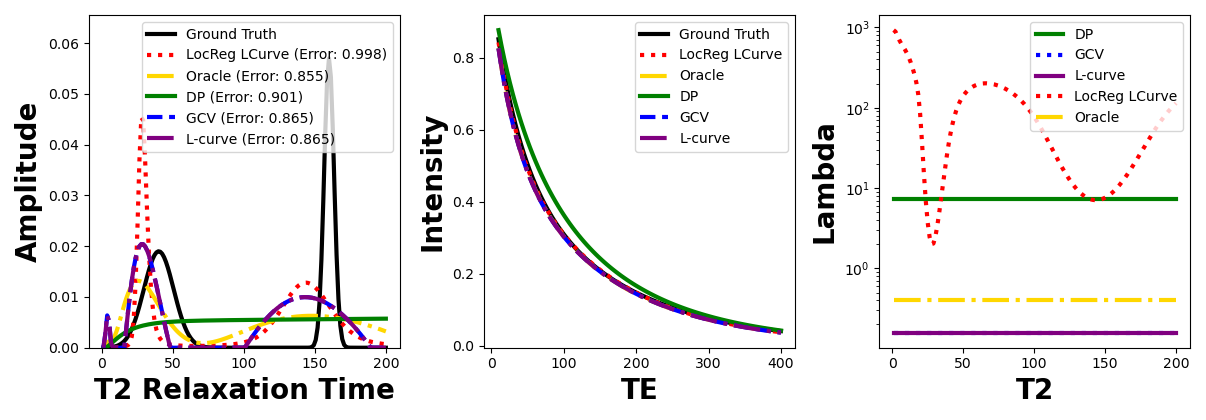 0.06
0.05
0.04
0.03
0.02
0.01
0.00
Amplitude
0
50
100
150
200
T2 Relaxation Time
Ground Truth
LocReg LCurve (Error: 0.998)
Oracle (Error: 0.855)
DP (Error: 0.901)
GCV (Error: 0.865)
L-curve (Error: 0.865)
0.8
0.6
0.4
0.2
0.0
Intensity
0
100
200
300
400
TE
Ground Truth
LocReg LCurve
Oracle
DP
GCV
L-curve
10³
10²
10¹
10⁰
Lambda
0
50
100
150
200
T2
DP
GCV
L-curve
LocReg LCurve
Oracle